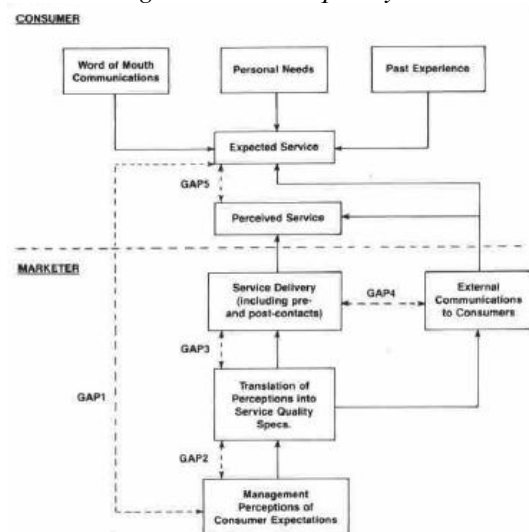 CONSUMER
Word of Mouth
Communications
Personal Needs
Past Experience
Expected Service
GAP5
Perceived Service
MARKETER
Service Delivery
(including pre-
and post-contacts)
GAP4
External
Communications
to Consumers
GAP3
GAP1
Translation of
Perceptions into
Service Quality
Specs.
GAP2
Management
Perceptions of
Consumer Expectations